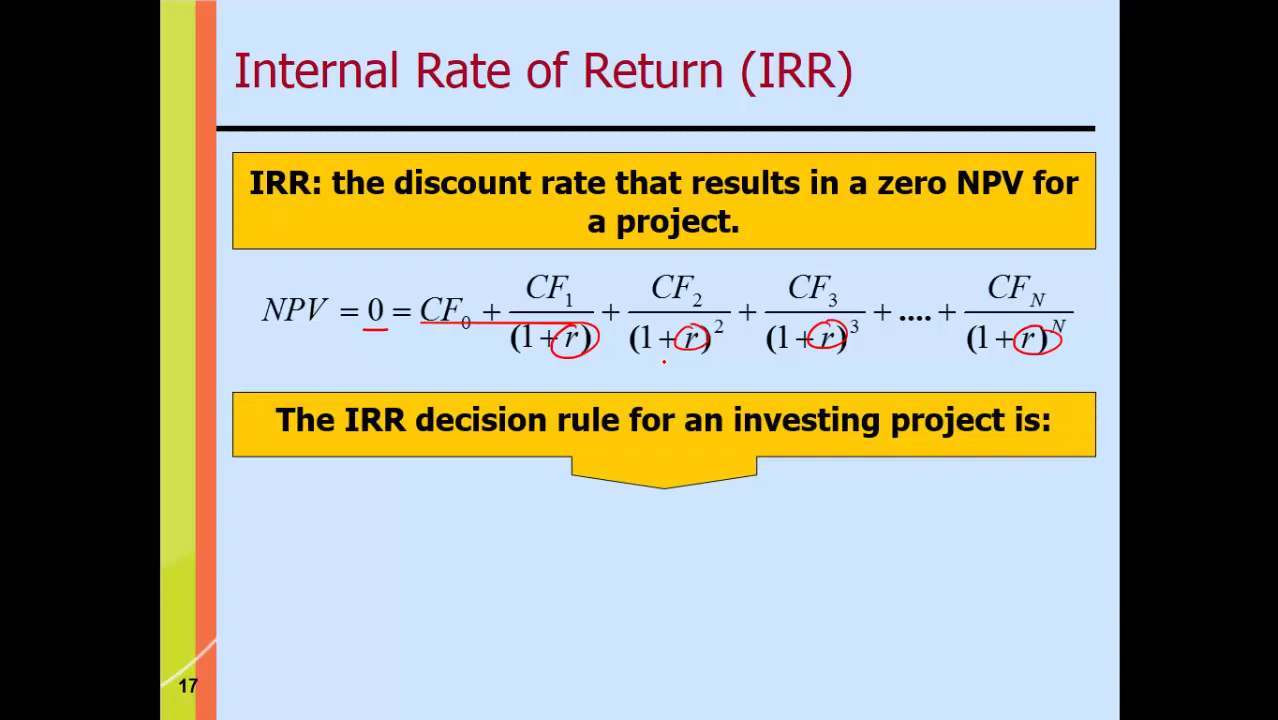 Internal Rate of Return (IRR)
IRR: the discount rate that results in a zero NPV for
a project.
NPV = 0 = CF₀ + CF₁/(1+r) + CF₂/(1+r)² + CF₃/(1+r)³ + .... + CF_N/(1+r)^N
The IRR decision rule for an investing project is:
17